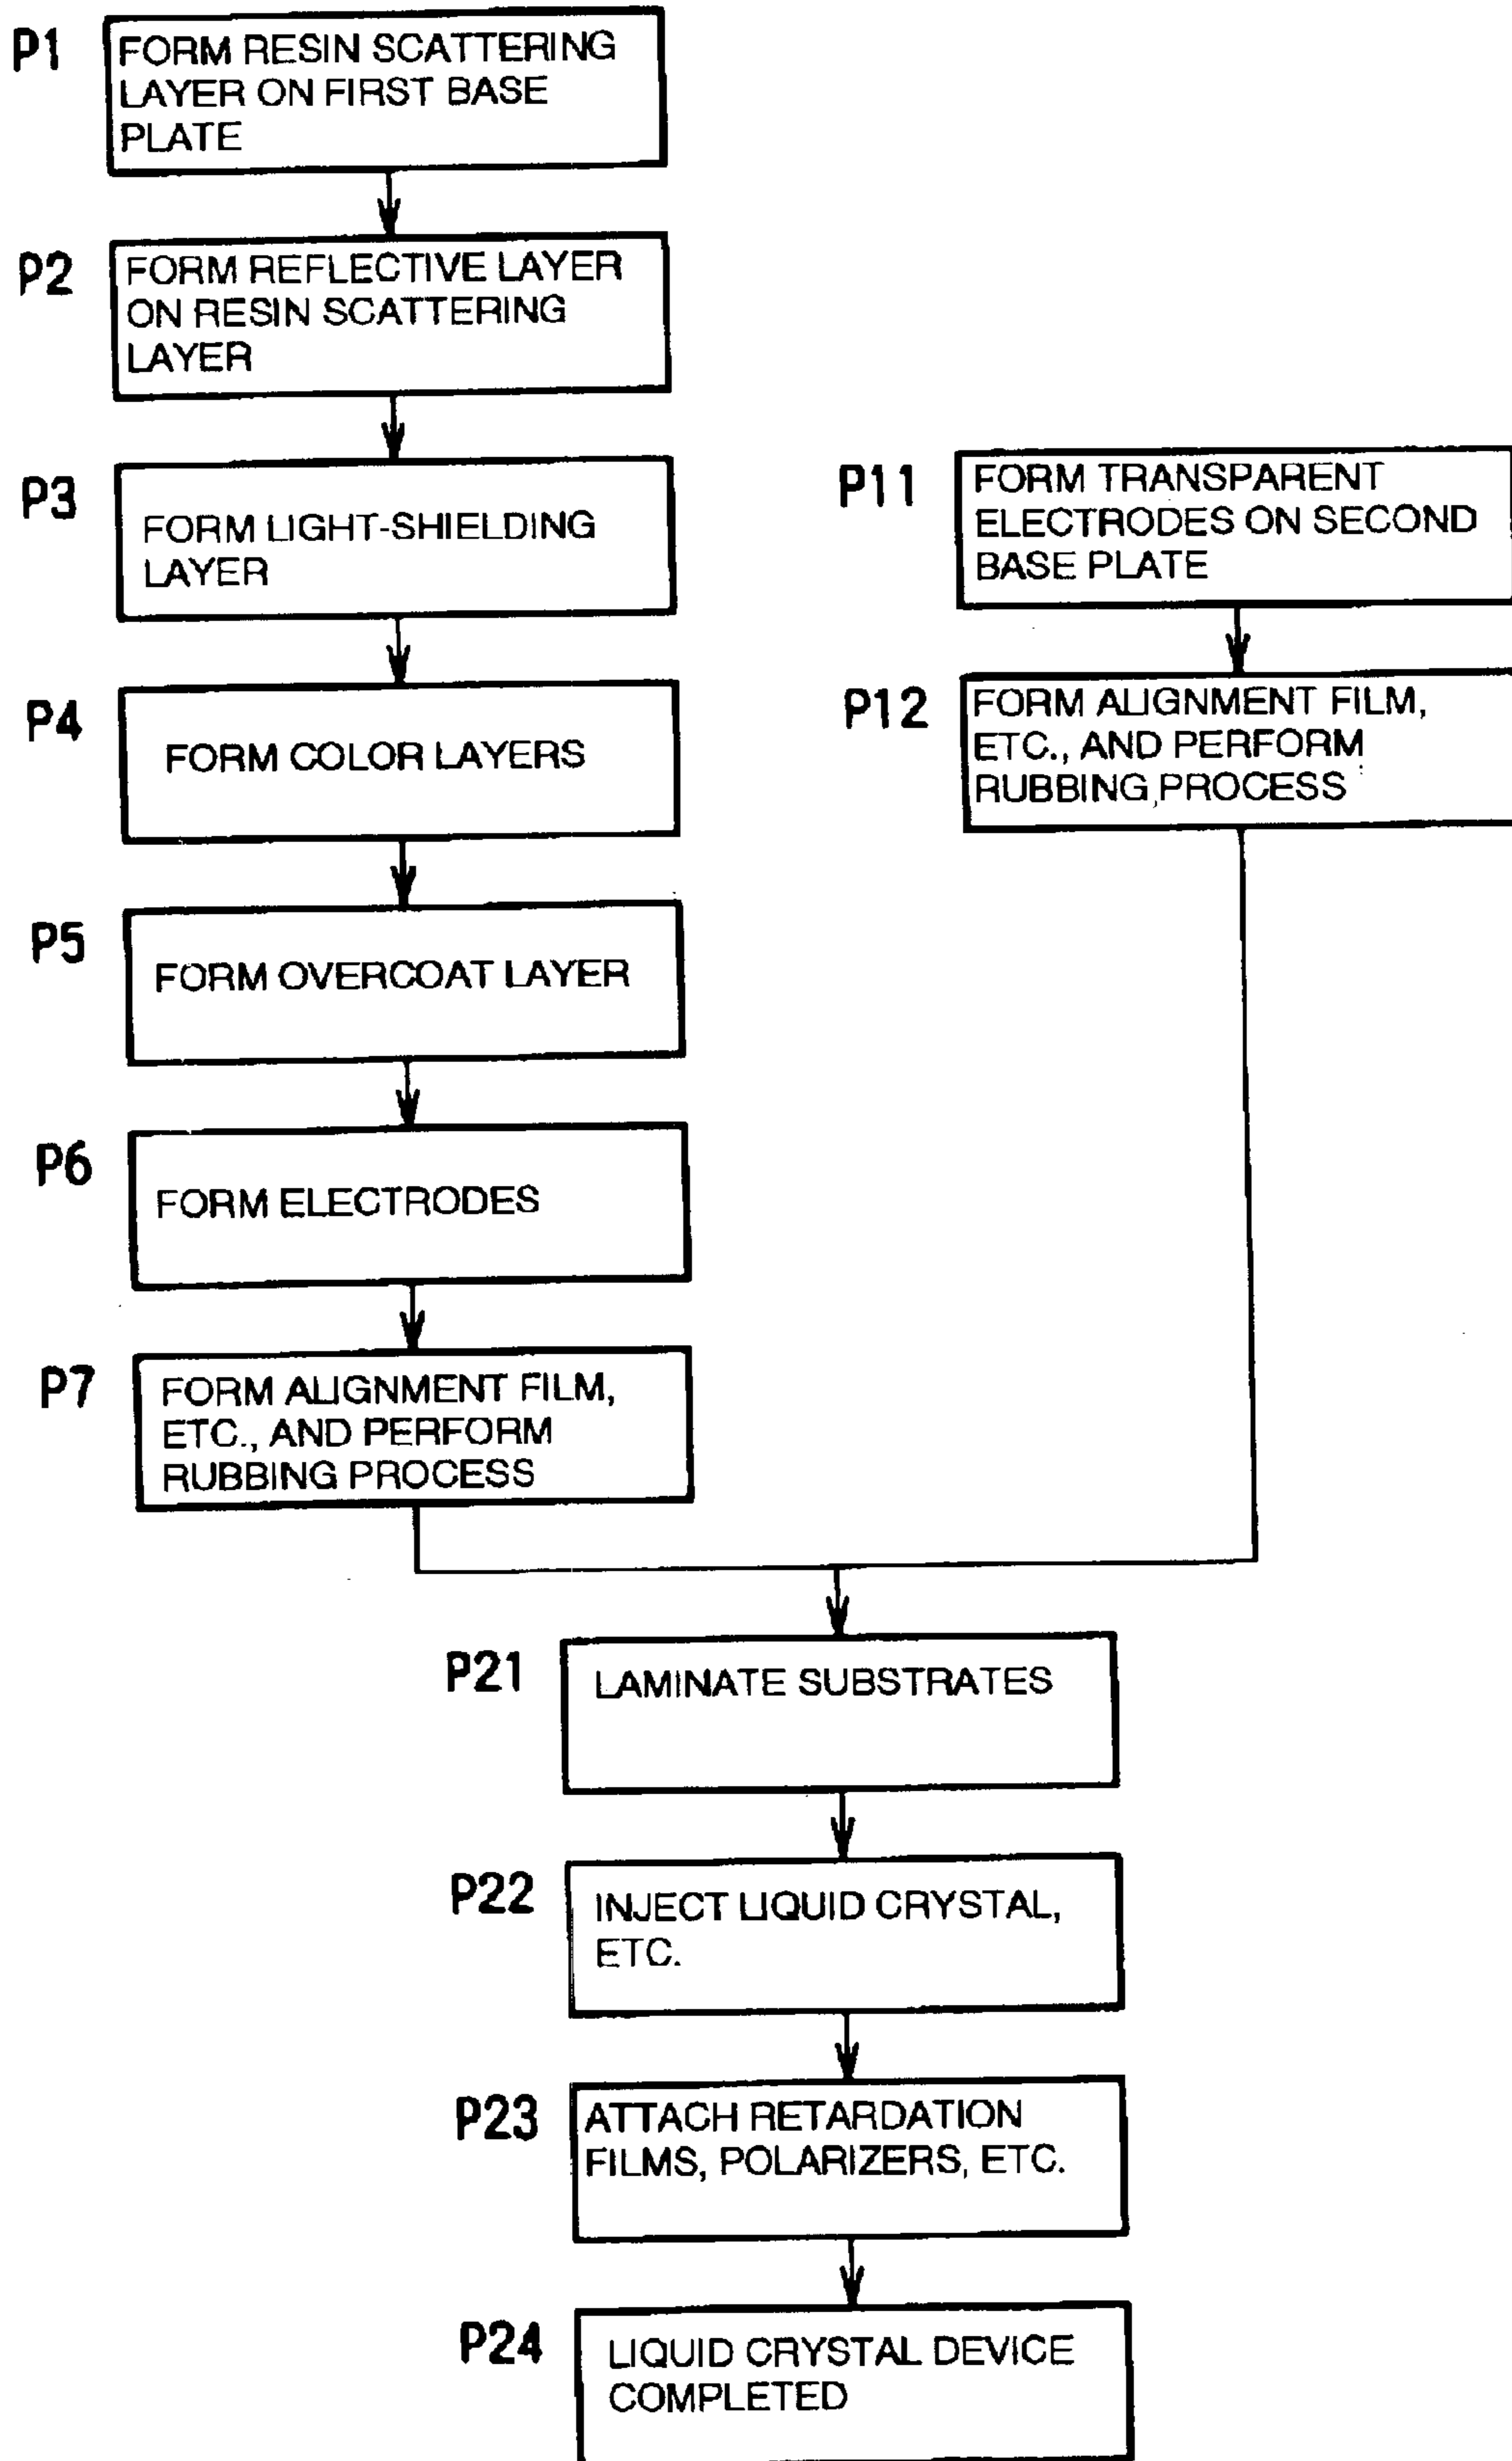 P1
FORM RESIN SCATTERING
LAYER ON FIRST BASE
PLATE
P2
FORM REFLECTIVE LAYER
ON RESIN SCATTERING
LAYER
P3
FORM LIGHT-SHIELDING
LAYER
P4
FORM COLOR LAYERS
P5
FORM OVERCOAT LAYER
P6
FORM ELECTRODES
P7
FORM ALIGNMENT FILM,
ETC., AND PERFORM
RUBBING PROCESS
P11
FORM TRANSPARENT
ELECTRODES ON SECOND
BASE PLATE
P12
FORM ALIGNMENT FILM,
ETC., AND PERFORM
RUBBING PROCESS
P21
LAMINATE SUBSTRATES
P22
INJECT LIQUID CRYSTAL,
ETC.
P23
ATTACH RETARDATION
FILMS, POLARIZERS, ETC.
P24
LIQUID CRYSTAL DEVICE
COMPLETED